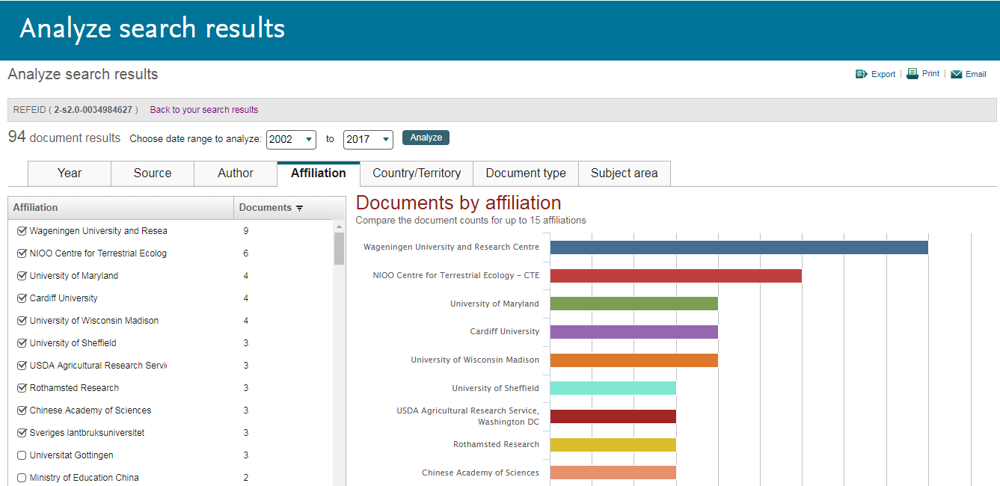 Analyze search results
Analyze search results
Export | Print | Email
REFEID ( 2-s2.0-0034984627 ) Back to your search results
94 document results Choose date range to analyze: 2002 to 2017 Analyze
Year Source Author Affiliation Country/Territory Document type Subject area
Affiliation Documents
Wageningen University and Resea 9
NIOO Centre for Terrestrial Ecolog 6
University of Maryland 4
Cardiff University 4
University of Wisconsin Madison 4
University of Sheffield 3
USDA Agricultural Research Servi 3
Rothamsted Research 3
Chinese Academy of Sciences 3
Sveriges lantbruksuniversitet 3
Universitat Gottingen 3
Ministry of Education China 2
Documents by affiliation
Compare the document counts for up to 15 affiliations
Wageningen University and Research Centre
NIOO Centre for Terrestrial Ecology - CTE
University of Maryland
Cardiff University
University of Wisconsin Madison
University of Sheffield
USDA Agricultural Research Service,
Washington DC
Rothamsted Research
Chinese Academy of Sciences